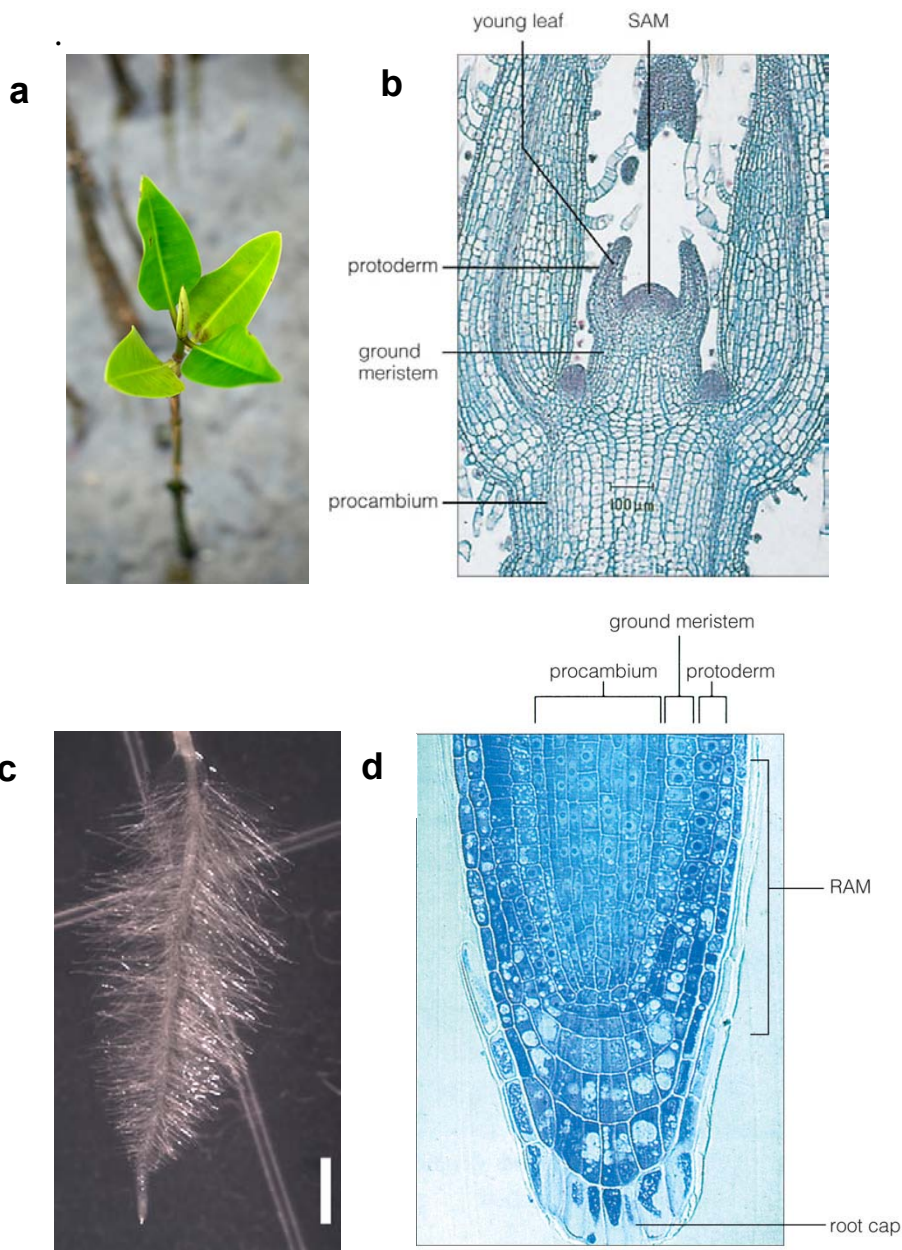 young leaf SAM
.
a b
protoderm
ground
meristem
procambium
100 µm
ground meristem
procambium protoderm
c d
RAM
root cap